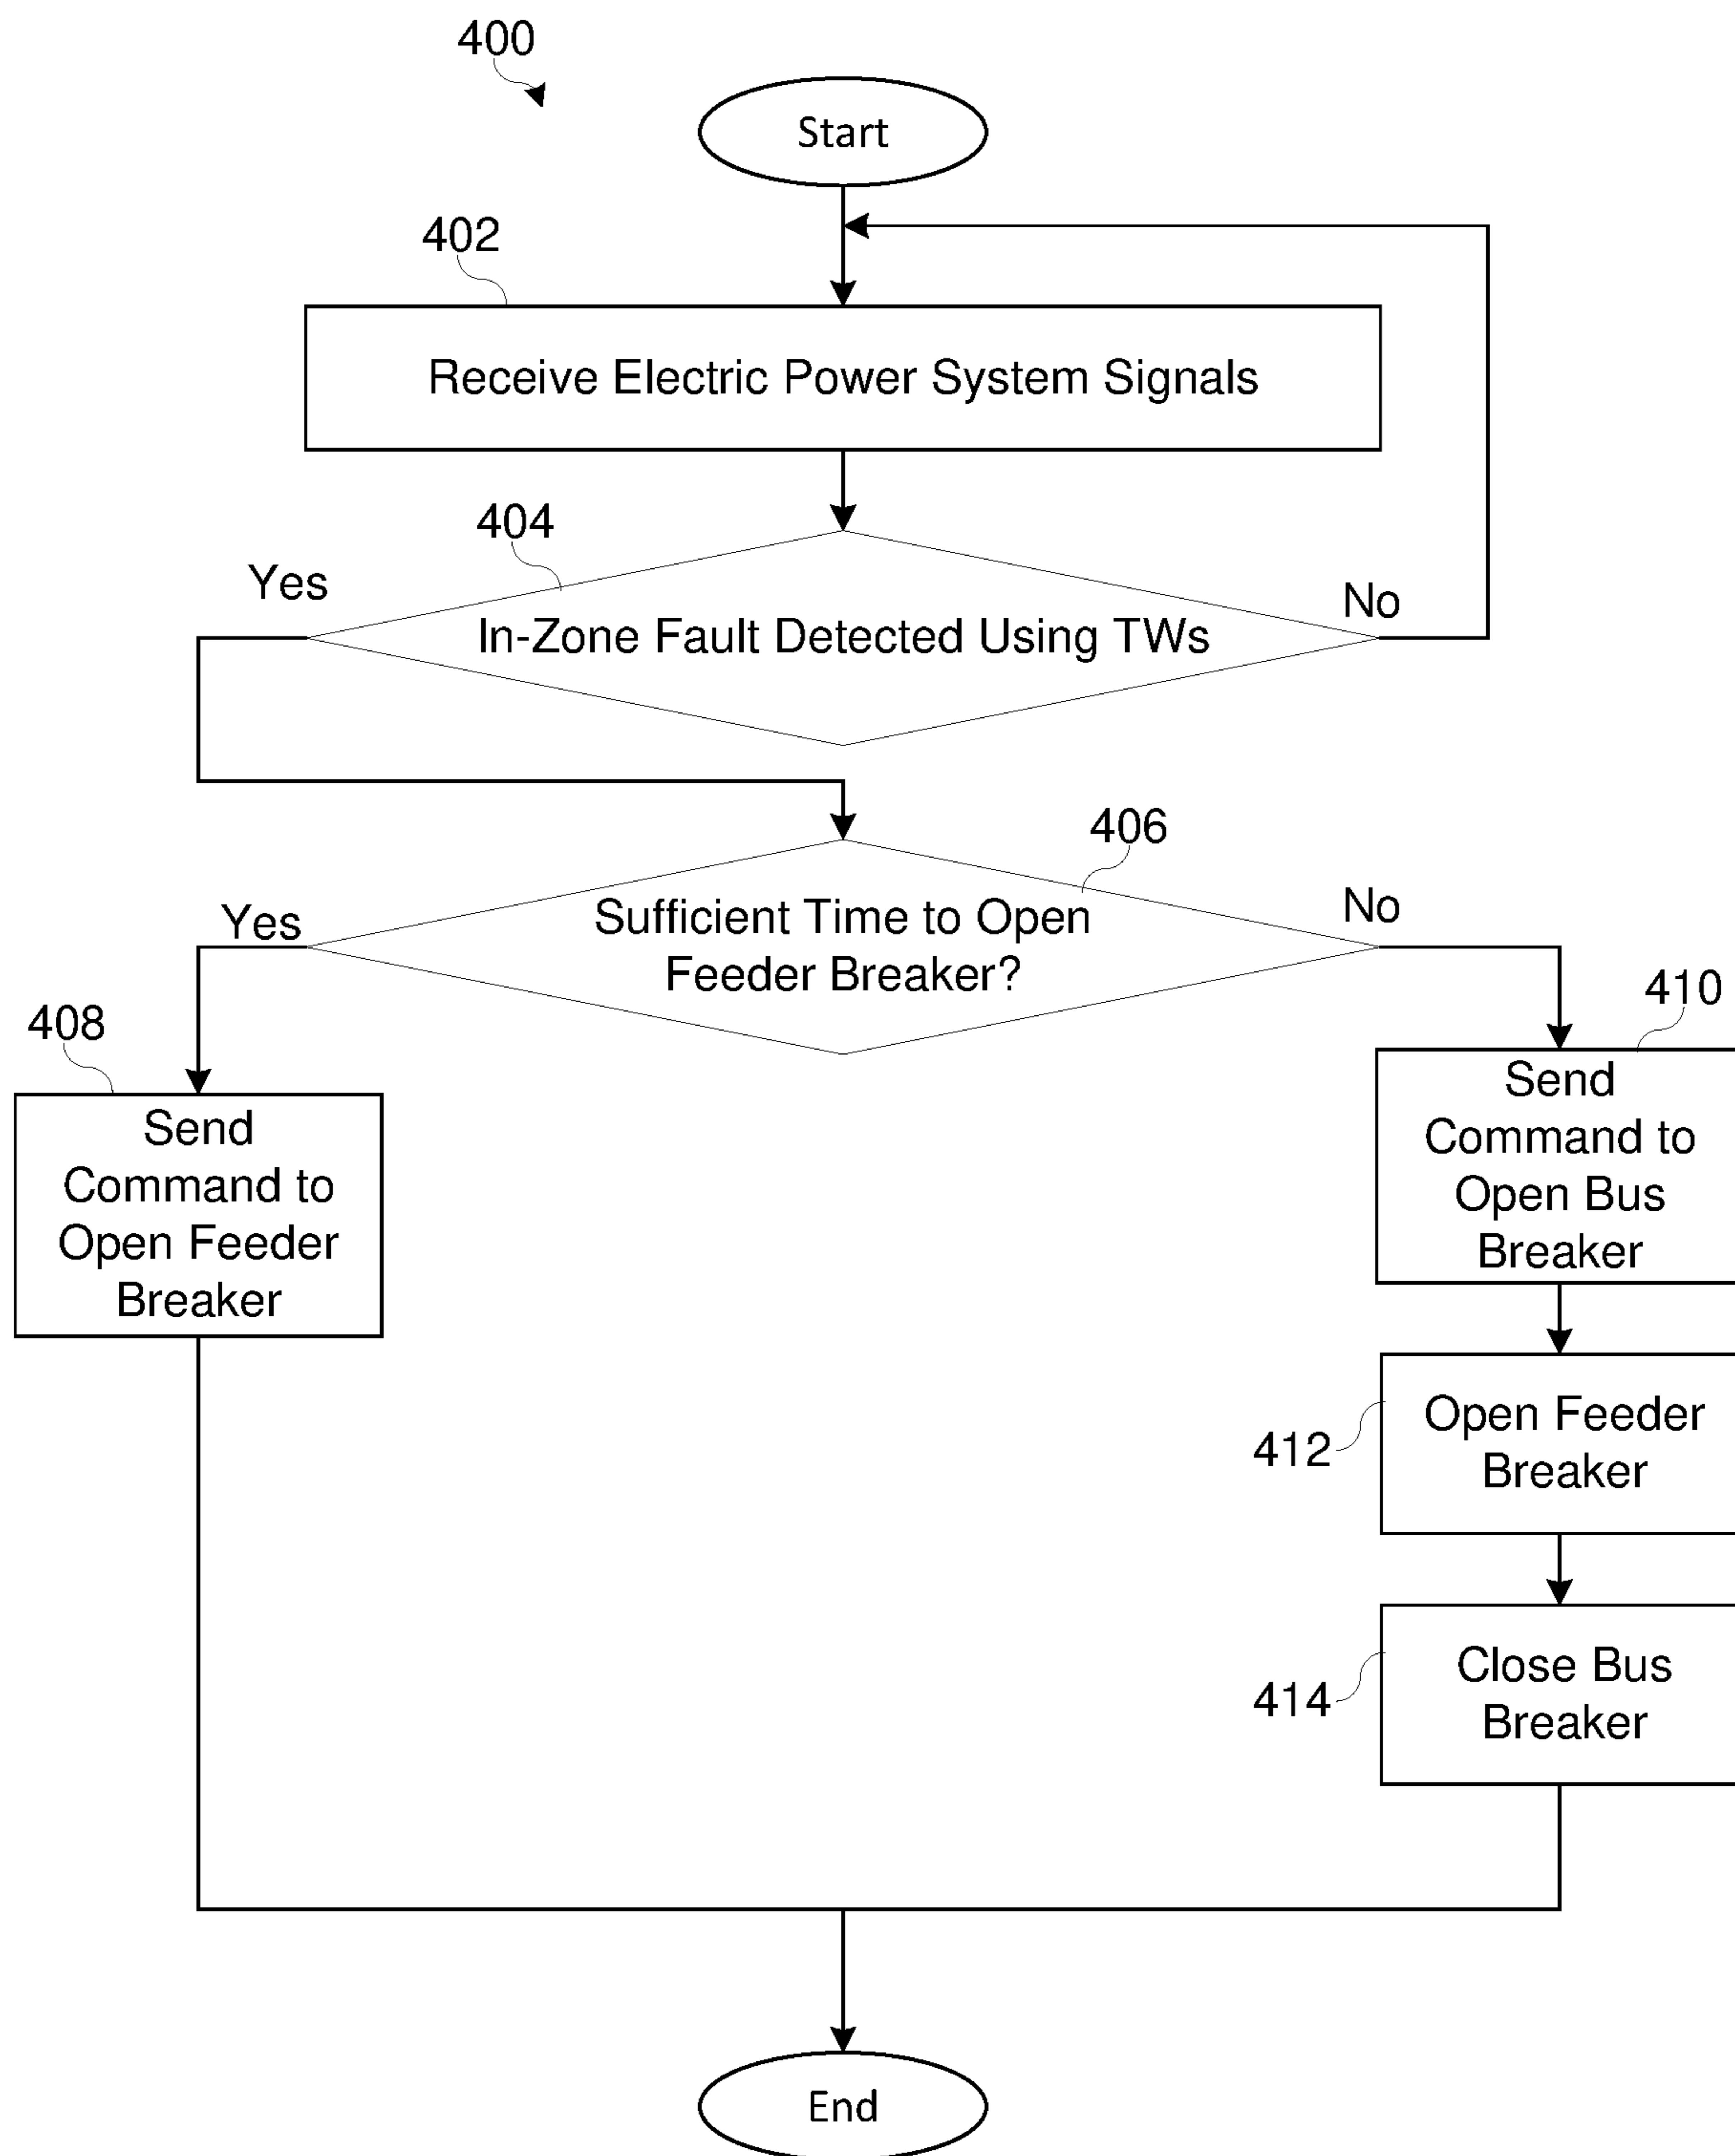 400
Start
402
Receive Electric Power System Signals
404
Yes
No
In-Zone Fault Detected Using TWs
406
Yes
No
Sufficient Time to Open
Feeder Breaker?
408
Send
Command to
Open Feeder
Breaker
410
Send
Command to
Open Bus
Breaker
412
Open Feeder
Breaker
414
Close Bus
Breaker
End